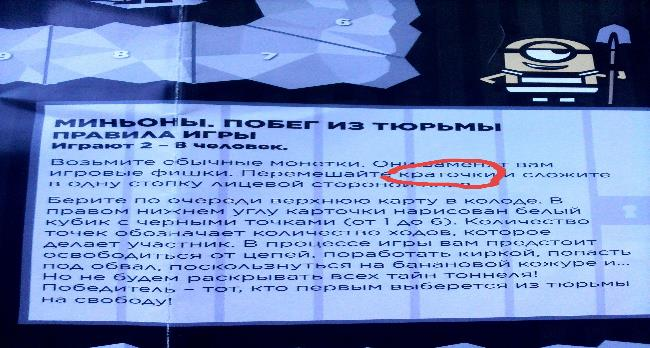 6
9
8
7
МИНЬОНЫ. ПОБЕГ ИЗ ТЮРЬМЫ
ПРАВИЛА ИГРЫ
Играют 2 – 8 человек.
Возьмите обычные монетки. Они заменят вам
игровые фишки. Перемешайте краточки и сложите
в одну стопку лицевой стороной
Берите по очереди верхнюю карту в колоде. В
правом нижнем углу карточки нарисован белый
кубик с черными точками (от 1 до 6). Количество
точек обозначает количество ходов, которое
делает участник. В процессе игры вам предстоит
освободиться от цепей, поработать киркой, попасть
под обвал, поскользнуться на банановой кожуре и...
Но не будем раскрывать всех тайн тоннеля!
Победитель – тот, кто первым выберется из тюрьмы
на свободу!